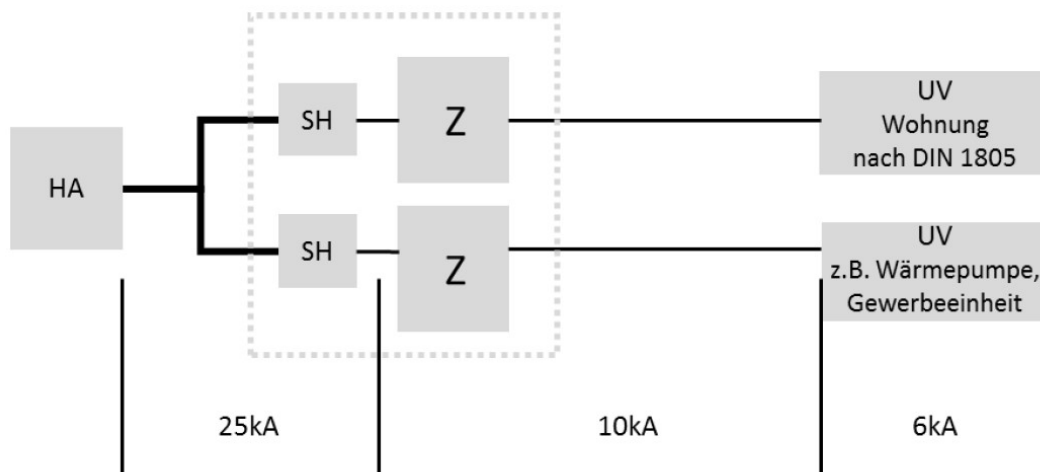 HA
SH
Z
UV
Wohnung
nach DIN 1805
SH
Z
UV
z.B. Wärmepumpe,
Gewerbeeinheit
25kA
10kA
6kA